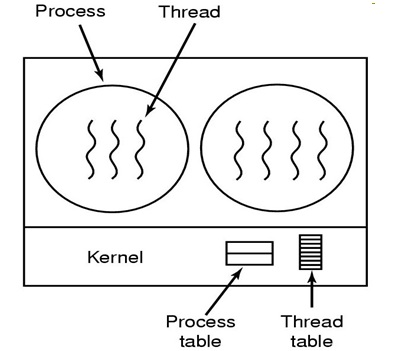 Process
Thread
Kernel
Process
table
Thread
table